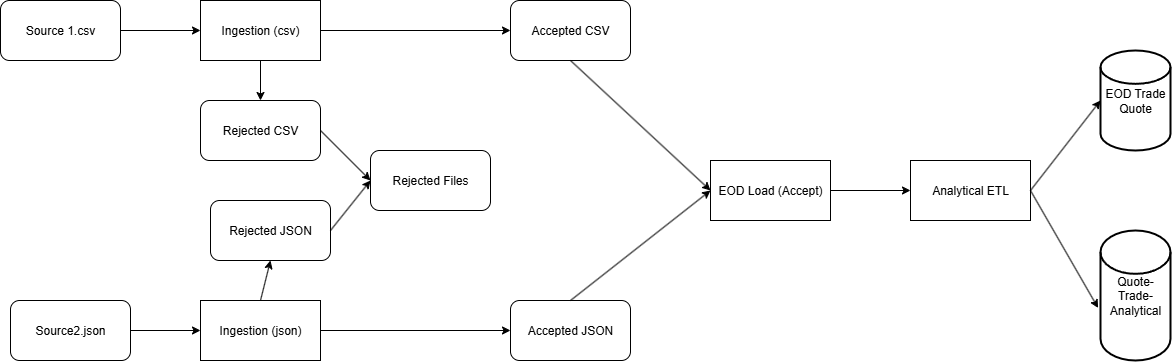 Source 1.csv
Ingestion (csv)
Accepted CSV
EOD Trade
Quote
Rejected CSV
Rejected Files
EOD Load (Accept)
Analytical ETL
Rejected JSON
Quote-
Trade-
Analytical
Source2.json
Ingestion (json)
Accepted JSON